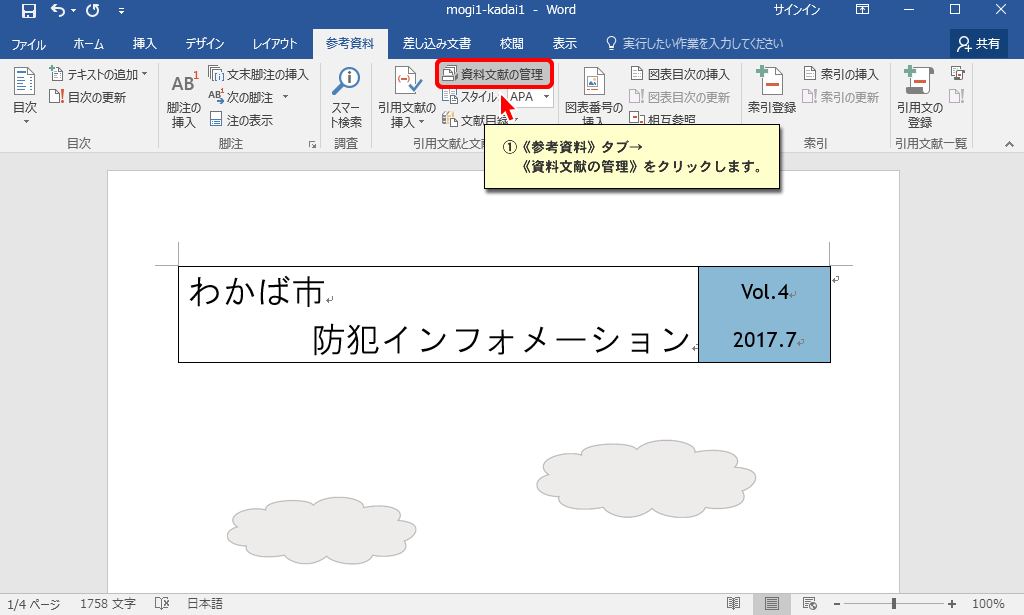 mogi1-kadai1 - Word
サインイン
ファイル
ホーム
挿入
デザイン
レイアウト
参考資料
差し込み文書
校閲
表示
実行したい作業を入力してください
共有
目次
テキストの追加
目次の更新
目次
AB1
脚注の
挿入
文末脚注の挿入
次の脚注
注の表示
脚注
スマー
ト検索
調査
引用文献の
挿入
資料文献の管理
スタイル:
APA
文献目録
引用文献と文
図表番号の
挿入
図表目次の挿入
図表目次の更新
相互参照
索引登録
索引の挿入
索引の更新
索引
引用文の
登録
引用文献一覧
①《参考資料》タブ→
《資料文献の管理》をクリックします。
わかば市
防犯インフォメーション
Vol.4
2017.7
1/4 ページ
1758 文字
日本語
100%